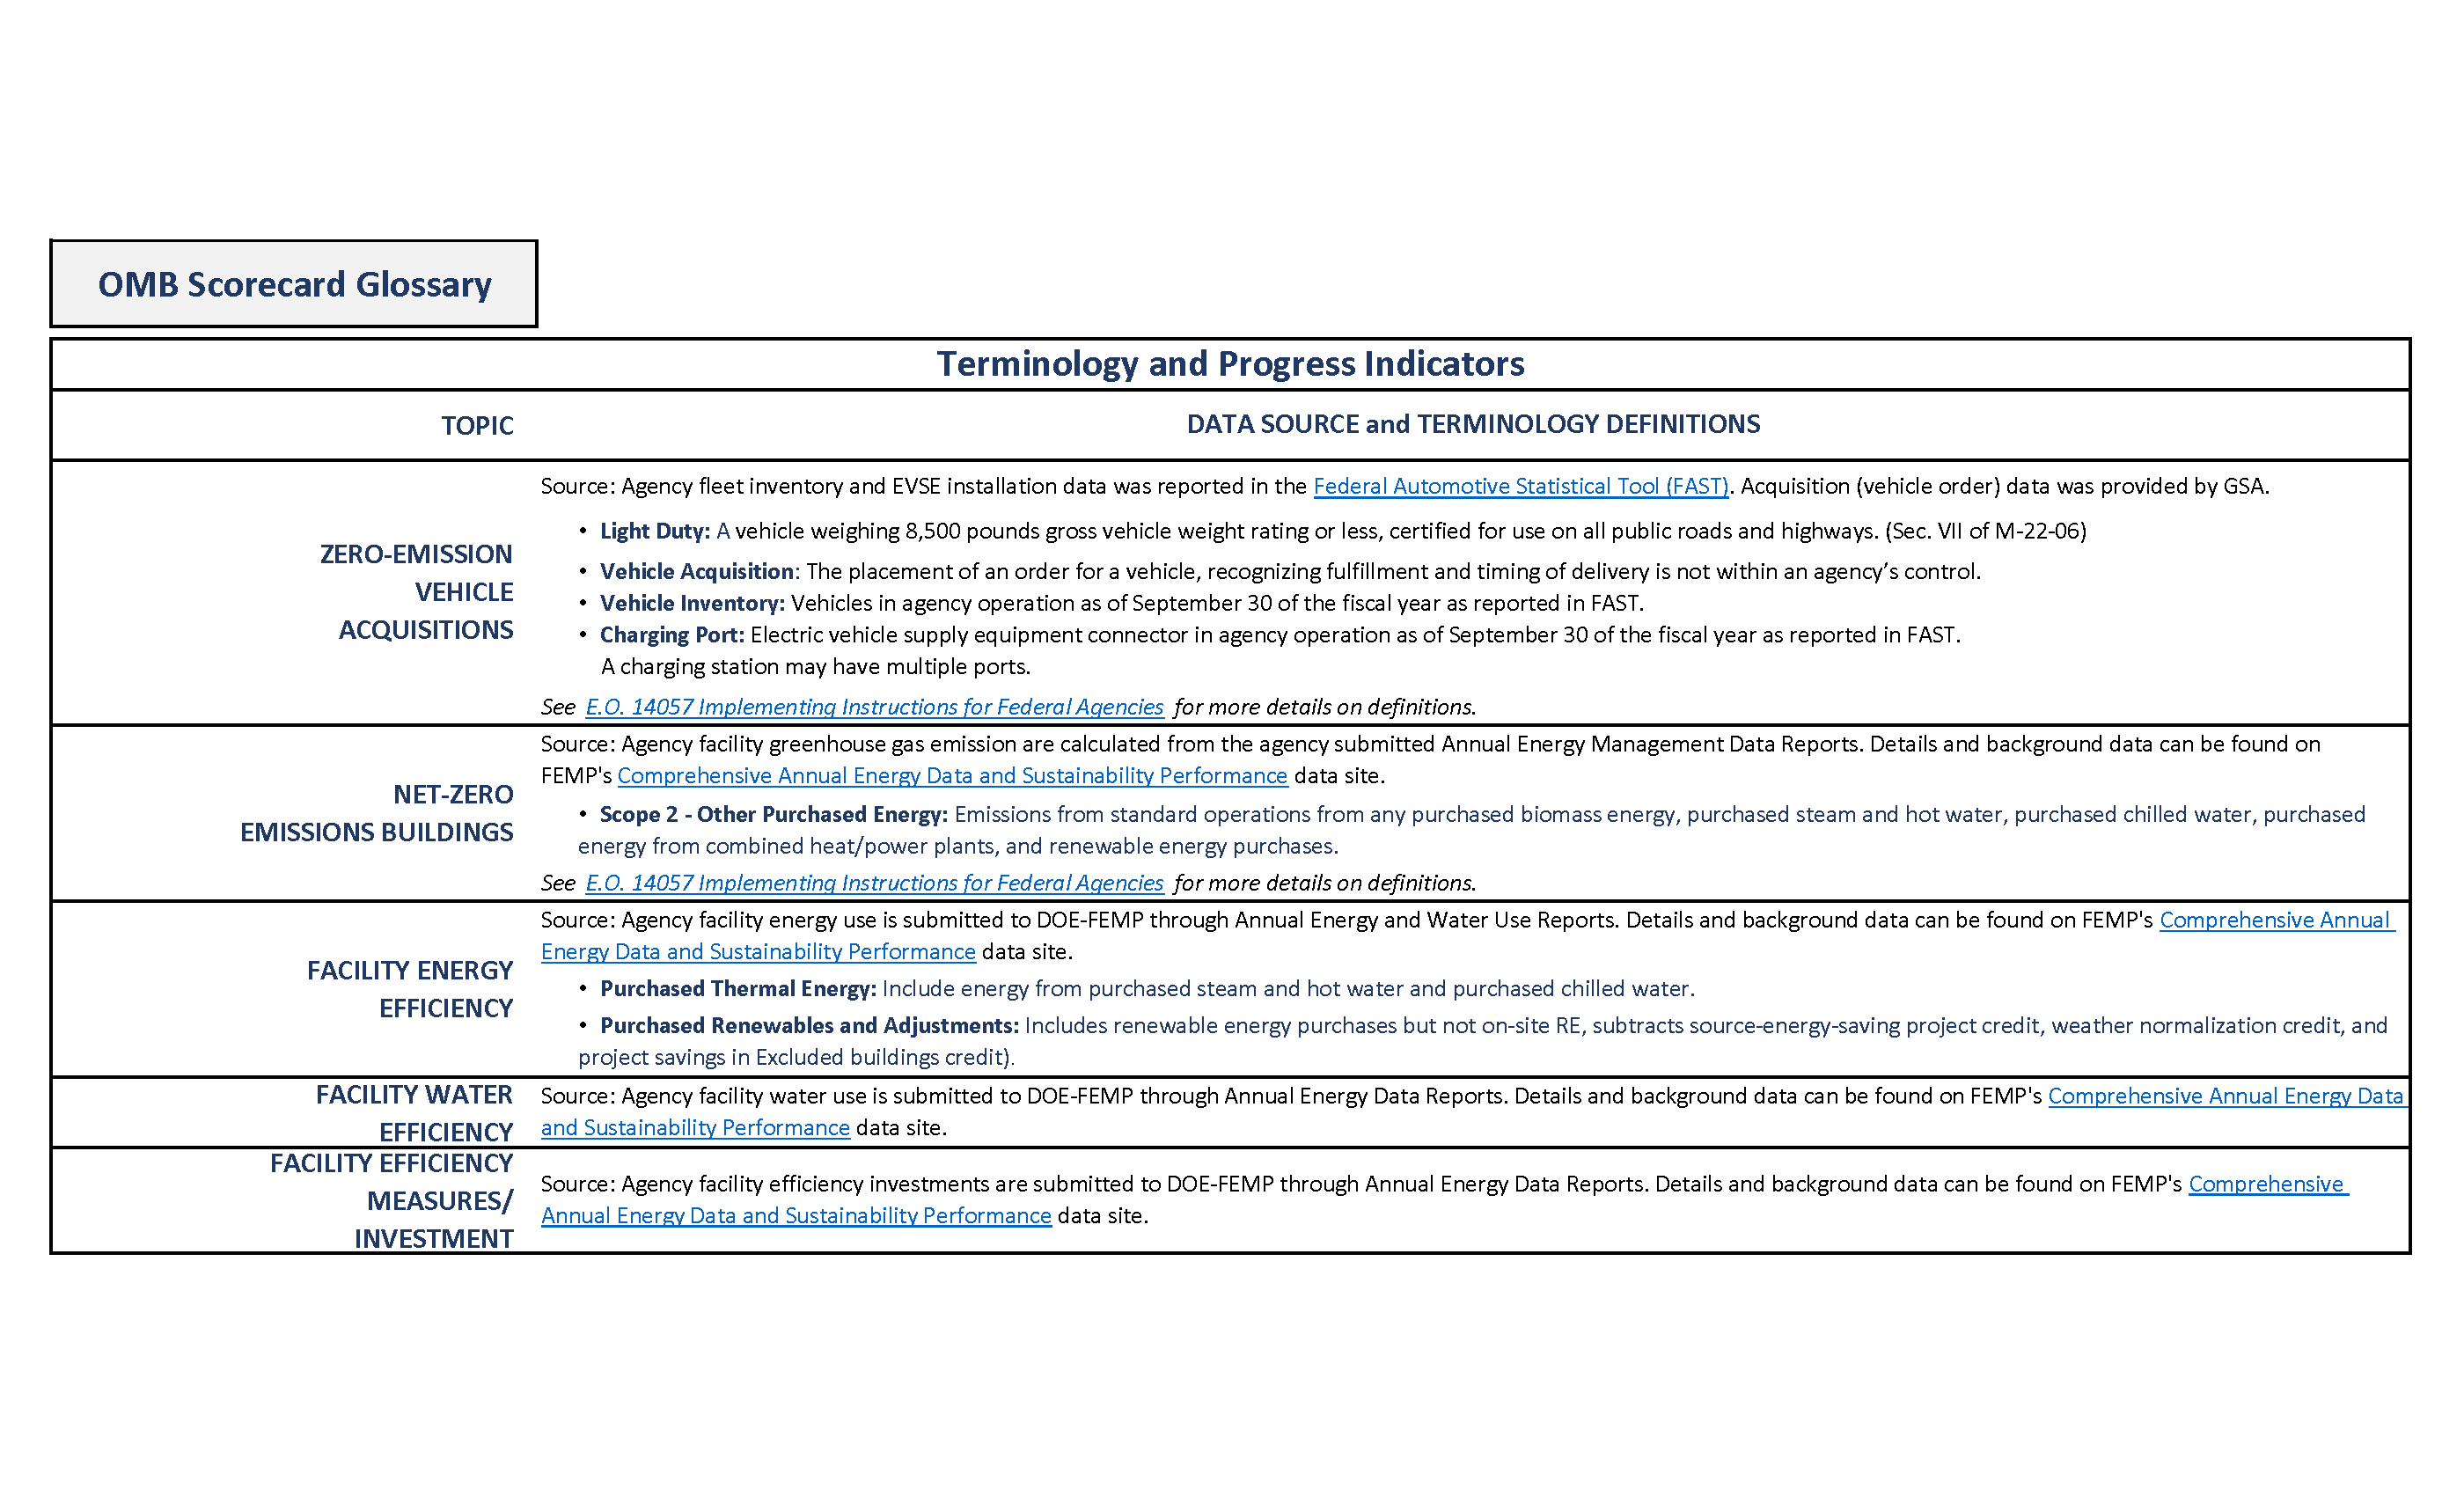 OMB Scorecard Glossary
Terminology and Progress Indicators
TOPIC
DATA SOURCE and TERMINOLOGY DEFINITIONS
ZERO-EMISSION
VEHICLE
ACQUISITIONS
Source: Agency fleet inventory and EVSE installation data was reported in the Federal Automotive Statistical Tool (FAST). Acquisition (vehicle order) data was provided by GSA.
• Light Duty: A vehicle weighing 8,500 pounds gross vehicle weight rating or less, certified for use on all public roads and highways. (Sec. VII of M-22-06)
• Vehicle Acquisition: The placement of an order for a vehicle, recognizing fulfillment and timing of delivery is not within an agency’s control.
• Vehicle Inventory: Vehicles in agency operation as of September 30 of the fiscal year as reported in FAST.
• Charging Port: Electric vehicle supply equipment connector in agency operation as of September 30 of the fiscal year as reported in FAST.
A charging station may have multiple ports.
See E.O. 14057 Implementing Instructions for Federal Agencies for more details on definitions.
NET-ZERO
EMISSIONS BUILDINGS
Source: Agency facility greenhouse gas emission are calculated from the agency submitted Annual Energy Management Data Reports. Details and background data can be found on
FEMP's Comprehensive Annual Energy Data and Sustainability Performance data site.
• Scope 2 - Other Purchased Energy: Emissions from standard operations from any purchased biomass energy, purchased steam and hot water, purchased chilled water, purchased
energy from combined heat/power plants, and renewable energy purchases.
See E.O. 14057 Implementing Instructions for Federal Agencies for more details on definitions.
FACILITY ENERGY
EFFICIENCY
Source: Agency facility energy use is submitted to DOE-FEMP through Annual Energy and Water Use Reports. Details and background data can be found on FEMP's Comprehensive Annual
Energy Data and Sustainability Performance data site.
• Purchased Thermal Energy: Include energy from purchased steam and hot water and purchased chilled water.
• Purchased Renewables and Adjustments: Includes renewable energy purchases but not on-site RE, subtracts source-energy-saving project credit, weather normalization credit, and
project savings in Excluded buildings credit).
FACILITY WATER
EFFICIENCY
Source: Agency facility water use is submitted to DOE-FEMP through Annual Energy Data Reports. Details and background data can be found on FEMP's Comprehensive Annual Energy Data
and Sustainability Performance data site.
FACILITY EFFICIENCY
MEASURES/
INVESTMENT
Source: Agency facility efficiency investments are submitted to DOE-FEMP through Annual Energy Data Reports. Details and background data can be found on FEMP's Comprehensive
Annual Energy Data and Sustainability Performance data site.